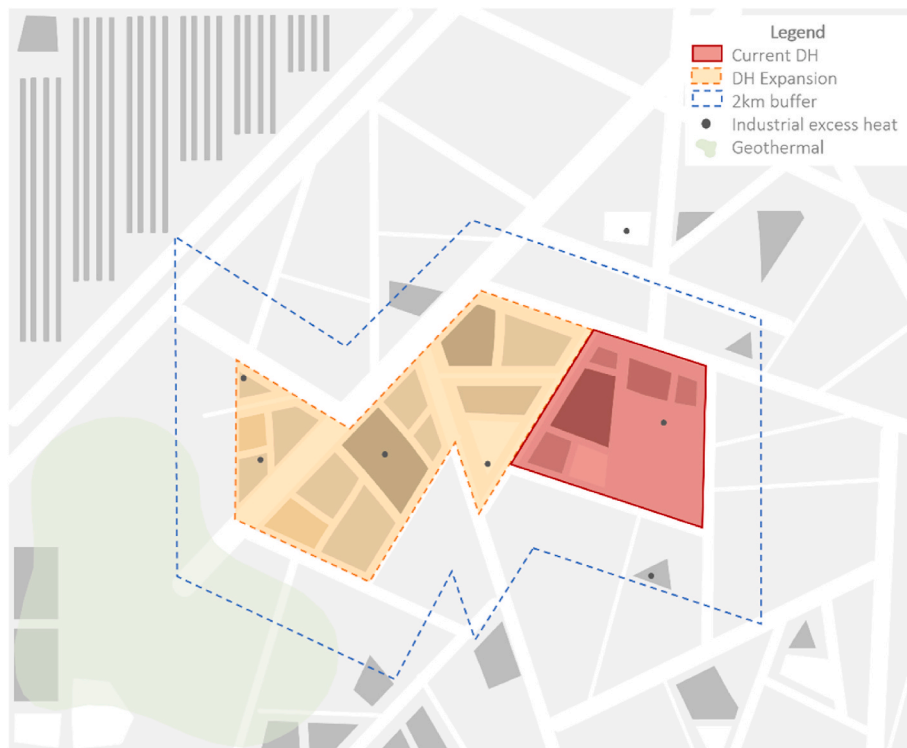 Legend
Current DH
DH Expansion
2km buffer
Industrial excess heat
Geothermal